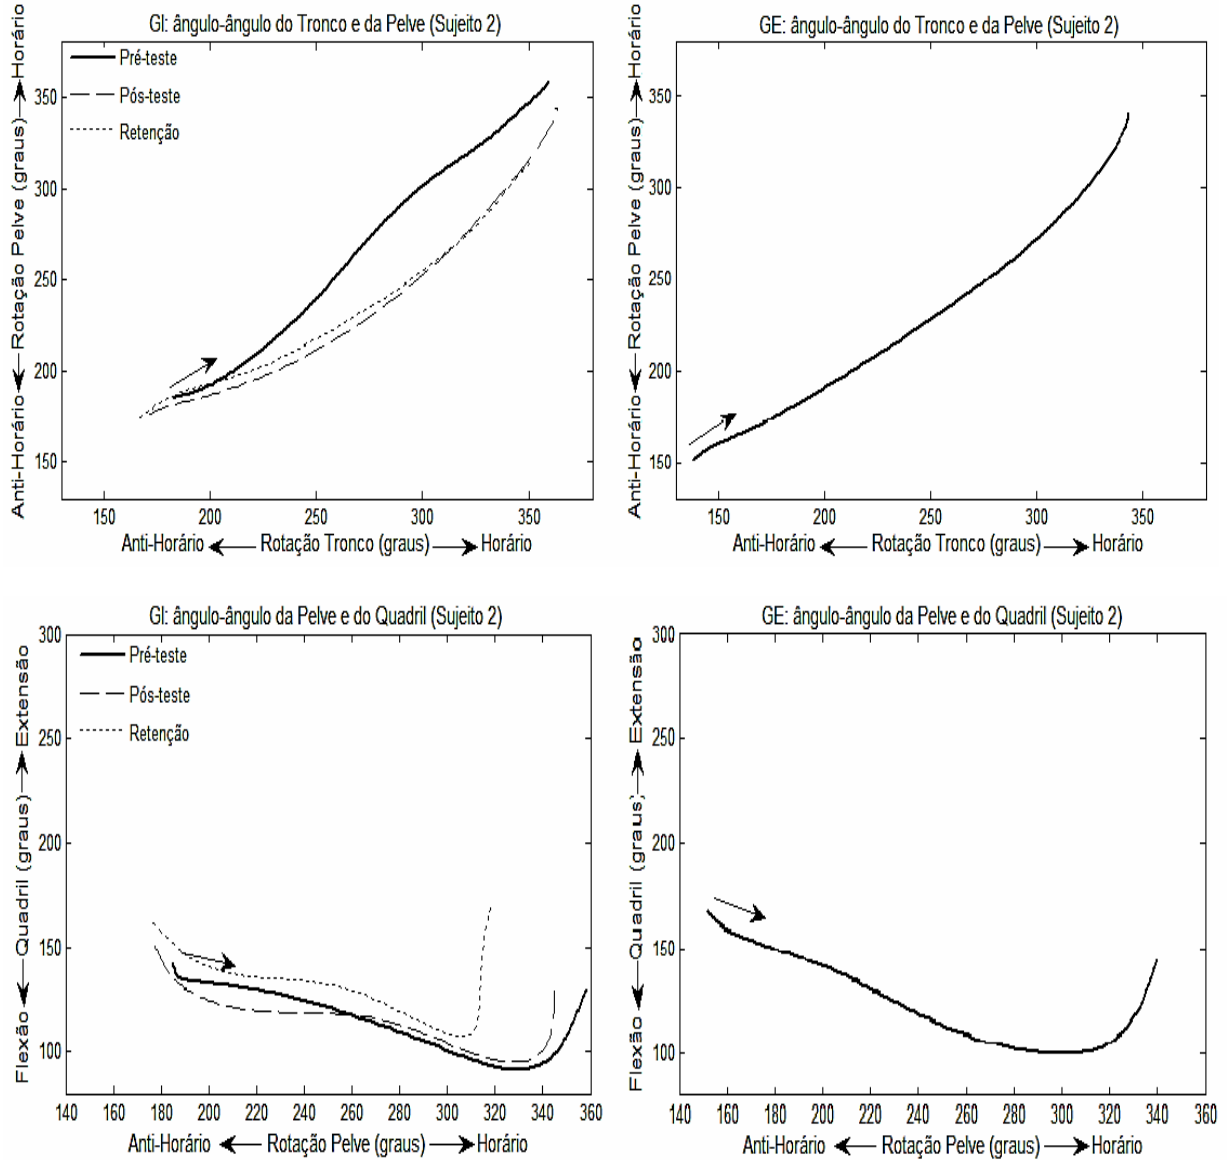 GI: ângulo-ângulo do Tronco e da Pelve (Sujeito 2)
Pré-teste
Pós-teste
Retenção
Anti-Horário Rotação Pelve (graus) Horário
350
300
250
200
150
150 200 250 300 350
Anti-Horário Rotação Tronco (graus) Horário
GE: ângulo-ângulo do Tronco e da Pelve (Sujeito 2)
Anti-Horário Rotação Pelve (graus) Horário
350
300
250
200
150
150 200 250 300 350
Anti-Horário Rotação Tronco (graus) Horário
GI: ângulo-ângulo da Pelve e do Quadril (Sujeito 2)
Pré-teste
Pós-teste
Retenção
Flexão Quadril (graus) Extensão
300
250
200
150
100
140 160 180 200 220 240 260 280 300 320 340 360
Anti-Horário Rotação Pelve (graus) Horário
GE: ângulo-ângulo da Pelve e do Quadril (Sujeito 2)
Flexão Quadril (graus) Extensão
300
250
200
150
100
140 160 180 200 220 240 260 280 300 320 340 360
Anti-Horário Rotação Pelve (graus) Horário